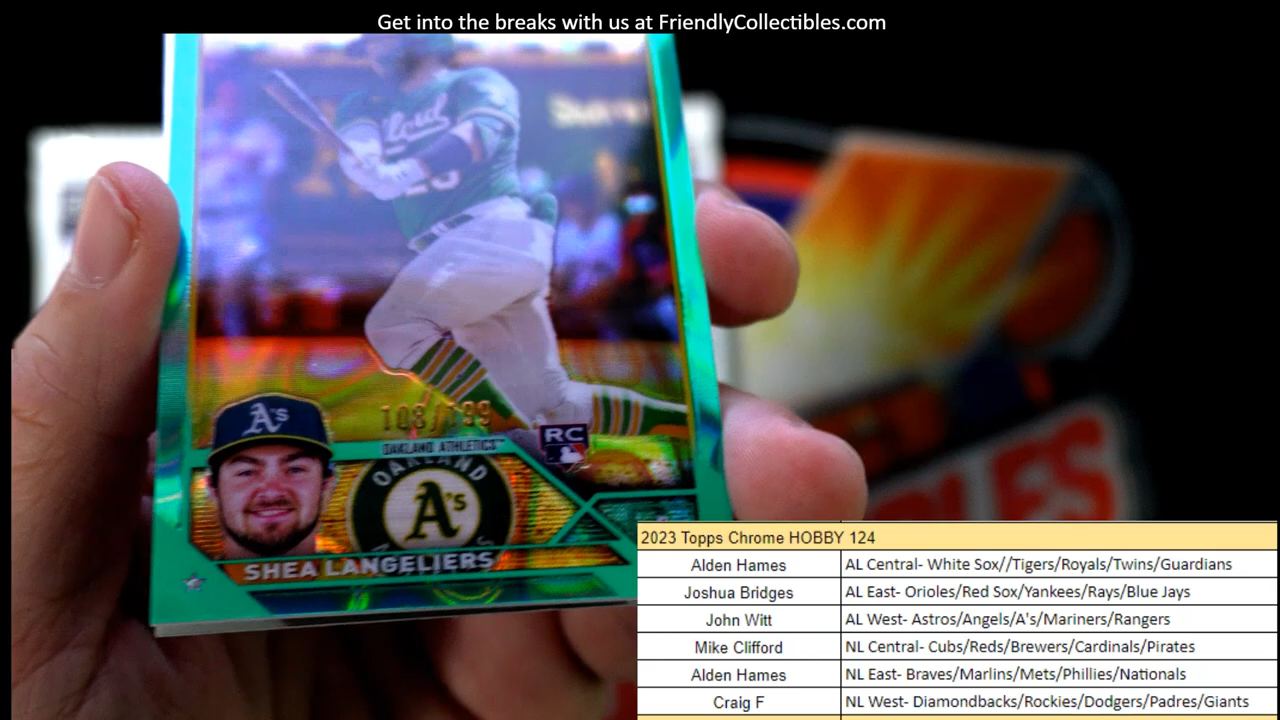 Get into the breaks with us at FriendlyCollectibles.com
RC
OAKLAND ATHLETICS™
OAKLAND
A's
A's
SHEA LANGELIERS
2023 Topps Chrome HOBBY 124
Alden Hames AL Central- White Sox//Tigers/Royals/Twins/Guardians
Joshua Bridges AL East- Orioles/Red Sox/Yankees/Rays/Blue Jays
John Witt AL West- Astros/Angels/A's/Mariners/Rangers
Mike Clifford NL Central- Cubs/Reds/Brewers/Cardinals/Pirates
Alden Hames NL East- Braves/Marlins/Mets/Phillies/Nationals
Craig F NL West- Diamondbacks/Rockies/Dodgers/Padres/Giants